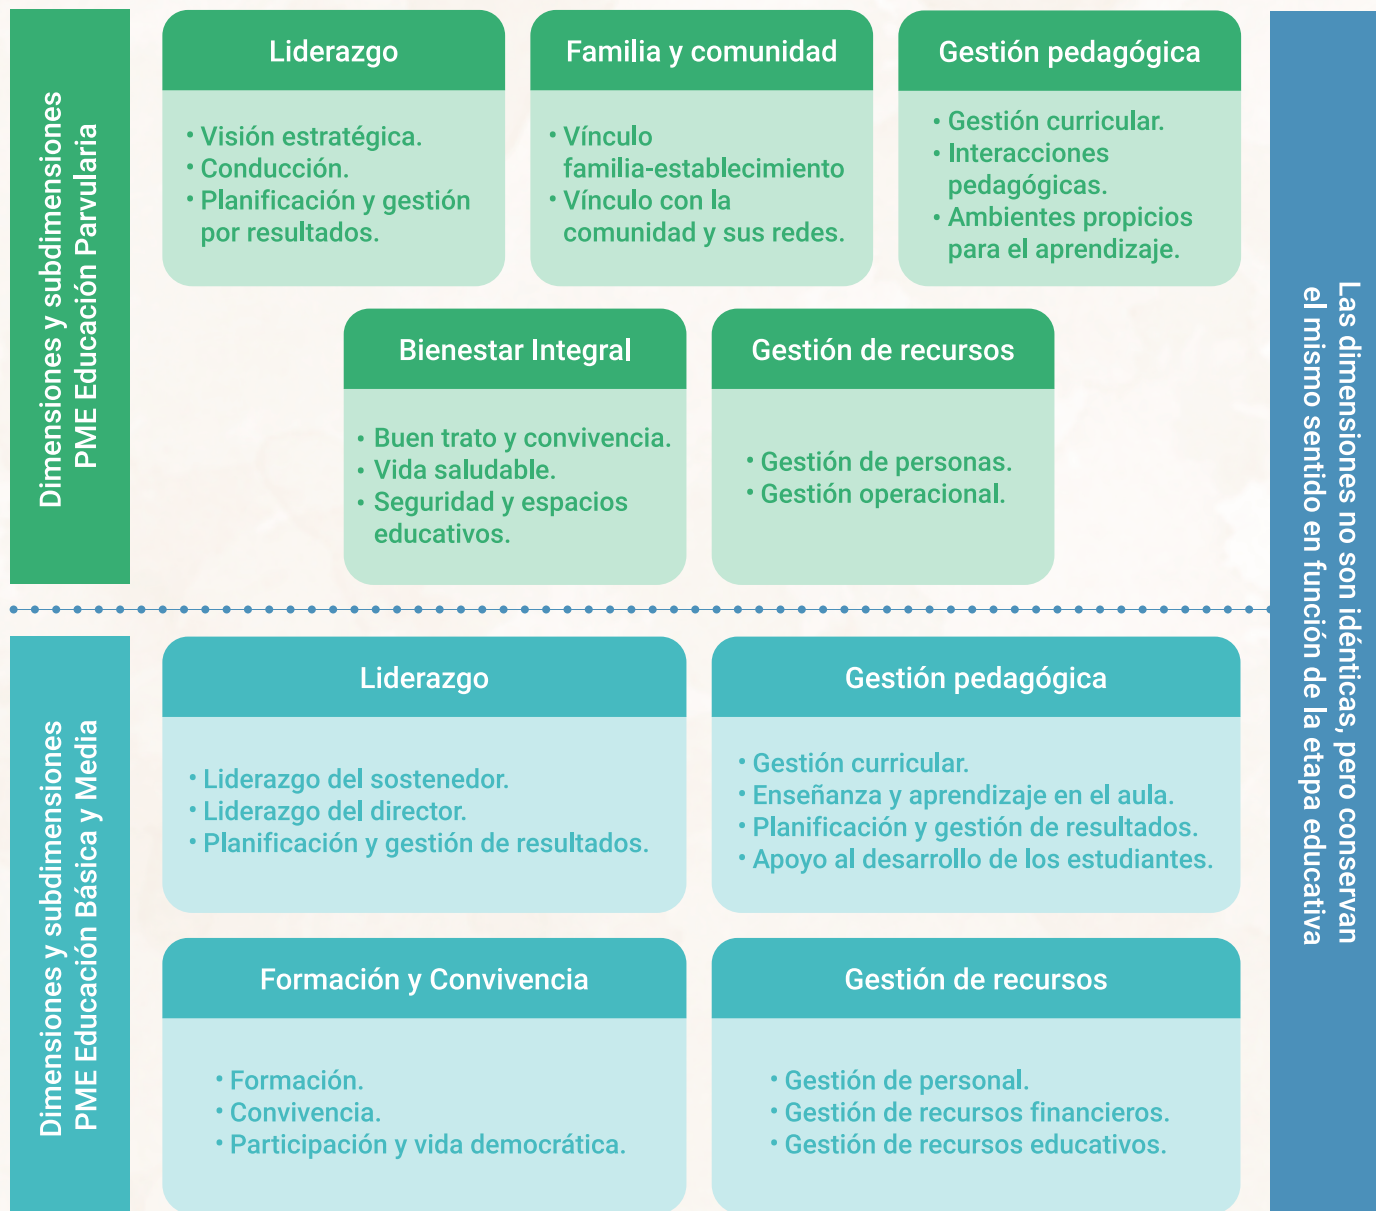 Dimensiones y subdimensiones
PME Educación Parvularia
Liderazgo
• Visión estratégica.
• Conducción.
• Planificación y gestión
por resultados.
Familia y comunidad
• Vínculo
familia-establecimiento
• Vínculo con la
comunidad y sus redes.
Gestión pedagógica
• Gestión curricular.
• Interacciones
pedagógicas.
• Ambientes propicios
para el aprendizaje.
Bienestar Integral
• Buen trato y convivencia.
• Vida saludable.
• Seguridad y espacios
educativos.
Gestión de recursos
• Gestión de personas.
• Gestión operacional.
Dimensiones y subdimensiones
PME Educación Básica y Media
Liderazgo
• Liderazgo del sostenedor.
• Liderazgo del director.
• Planificación y gestión de resultados.
Gestión pedagógica
• Gestión curricular.
• Enseñanza y aprendizaje en el aula.
• Planificación y gestión de resultados.
• Apoyo al desarrollo de los estudiantes.
Formación y Convivencia
• Formación.
• Convivencia.
• Participación y vida democrática.
Gestión de recursos
• Gestión de personal.
• Gestión de recursos financieros.
• Gestión de recursos educativos.
Las dimensiones no son idénticas, pero conservan
el mismo sentido en función de la etapa educativa